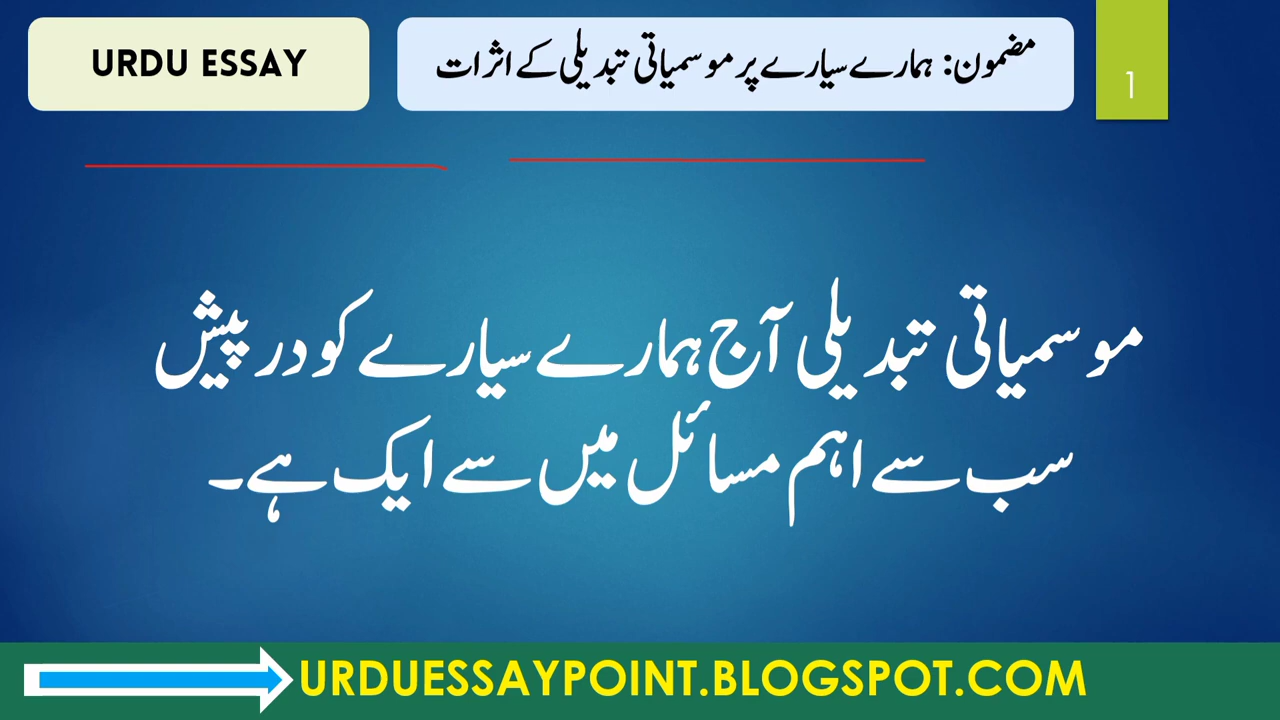 URDU ESSAY
مضمون: ہمارے سیارے پر موسمیاتی تبدیلی کے اثرات
1
موسمیاتی تبدیلی آج ہمارے سیارے کو درپیش
سب سے اہم مسائل میں سے ایک ہے۔
URDUESSAYPOINT.BLOGSPOT.COM